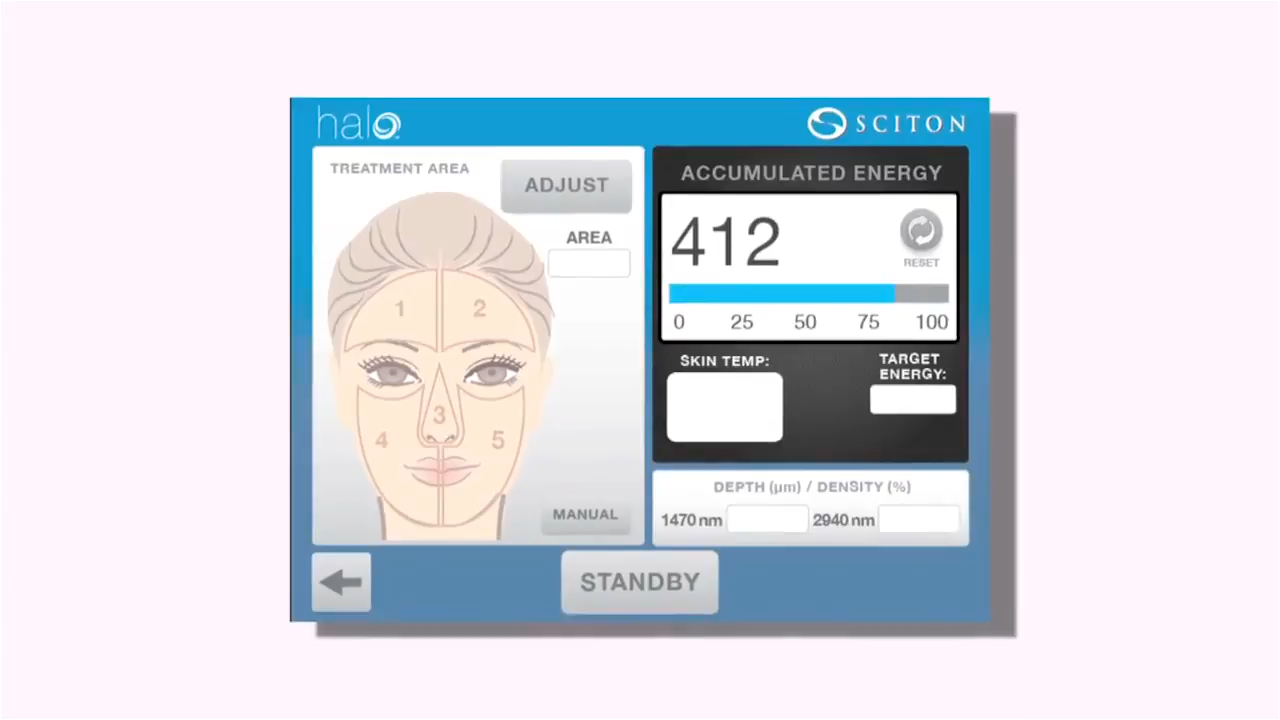 halo
SCITON
TREATMENT AREA
ADJUST
AREA
1
2
3
4
5
MANUAL
ACCUMULATED ENERGY
412
RESET
0 25 50 75 100
SKIN TEMP:
TARGET
ENERGY:
DEPTH (µm) / DENSITY (%)
1470 nm
2940 nm
STANDBY